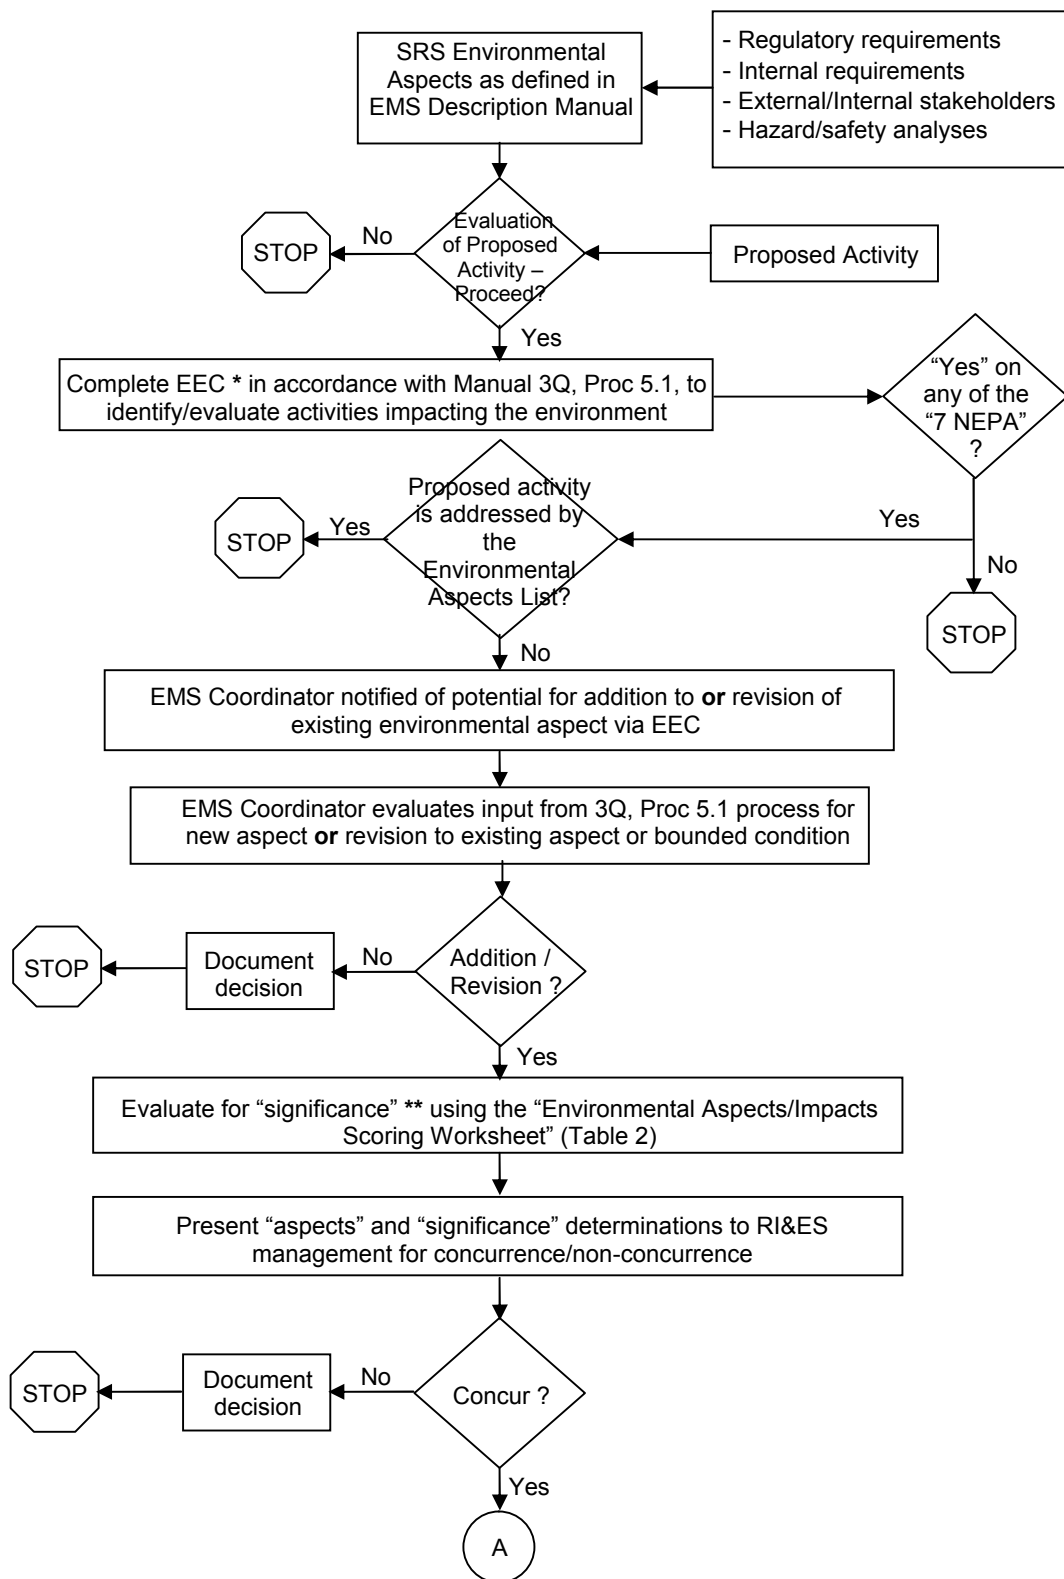 SRS Environmental
Aspects as defined in
EMS Description Manual
- Regulatory requirements
- Internal requirements
- External/Internal stakeholders
- Hazard/safety analyses
Evaluation
of Proposed
Activity –
Proceed?
No
STOP
Proposed Activity
Yes
Complete EEC * in accordance with Manual 3Q, Proc 5.1, to
identify/evaluate activities impacting the environment
“Yes” on
any of the
“7 NEPA”
?
Proposed activity
is addressed by
the
Environmental
Aspects List?
Yes
STOP
Yes
No
STOP
No
EMS Coordinator notified of potential for addition to or revision of
existing environmental aspect via EEC
EMS Coordinator evaluates input from 3Q, Proc 5.1 process for
new aspect or revision to existing aspect or bounded condition
Addition /
Revision ?
No
Document
decision
STOP
Yes
Evaluate for “significance” ** using the “Environmental Aspects/Impacts
Scoring Worksheet” (Table 2)
Present “aspects” and “significance” determinations to RI&ES
management for concurrence/non-concurrence
Concur ?
No
Document
decision
STOP
Yes
A